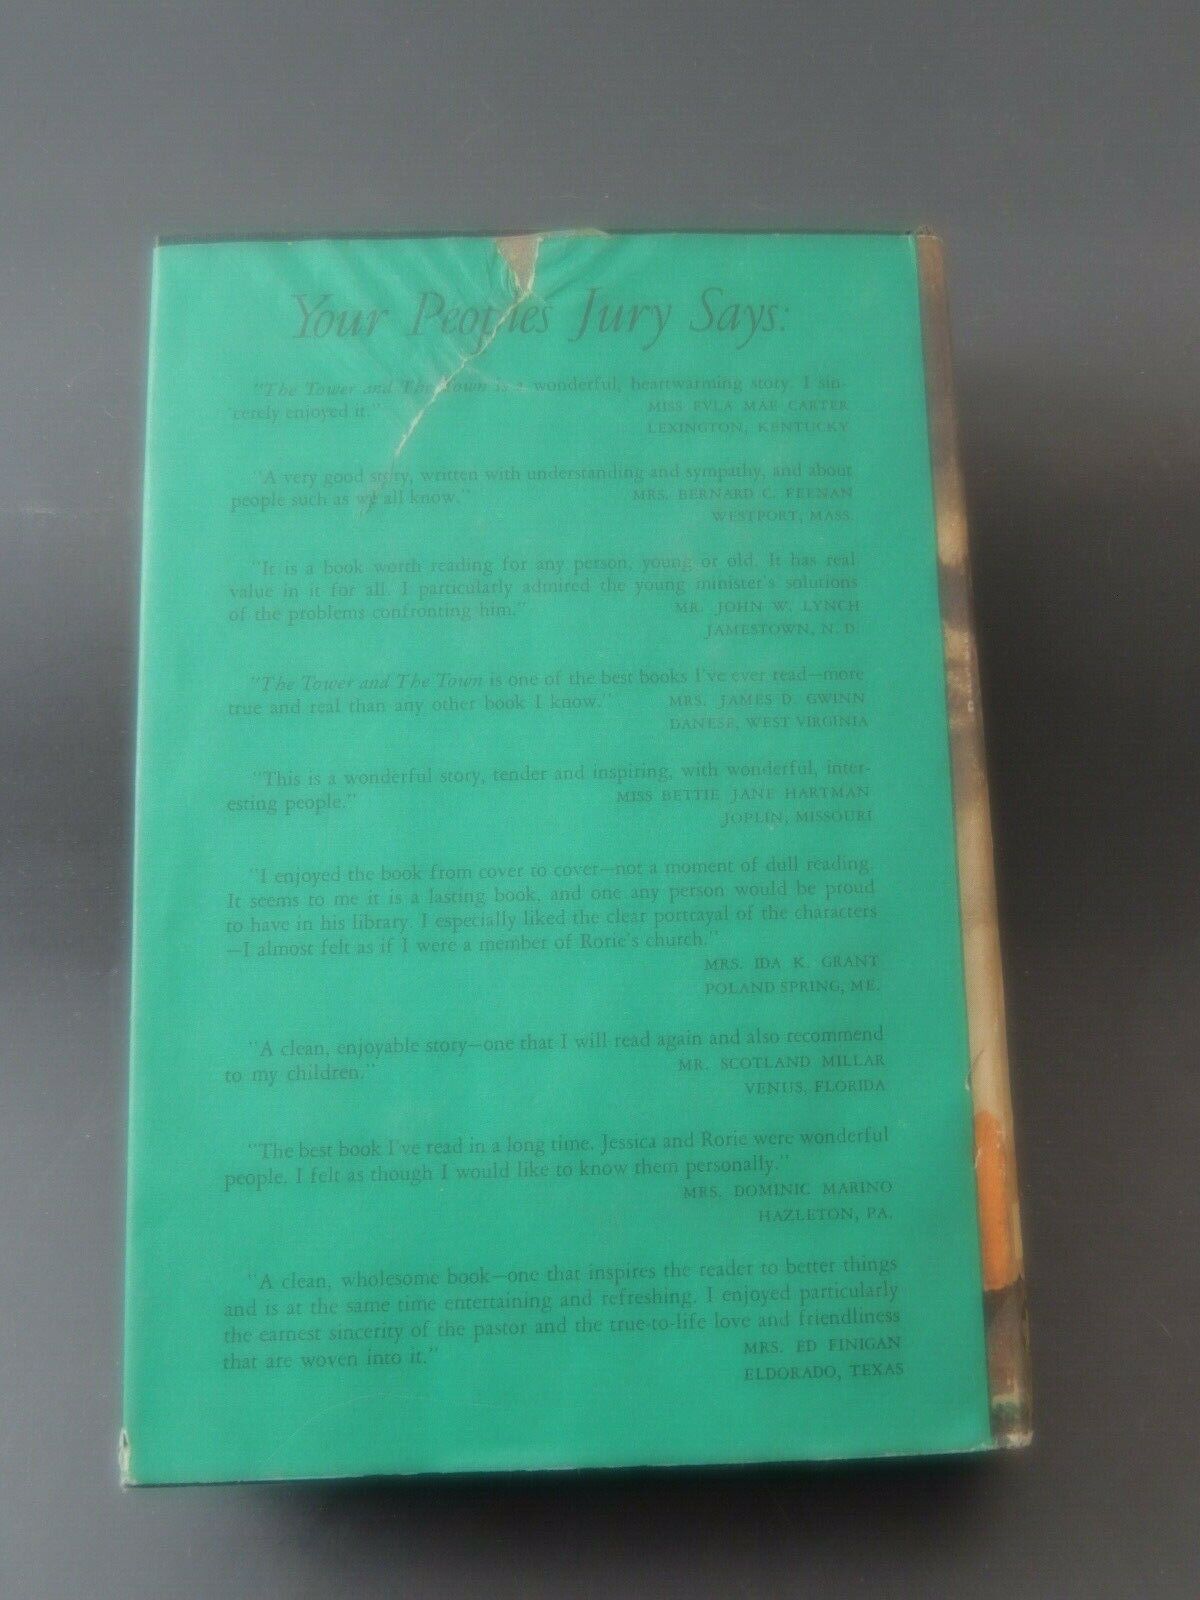 Your Peoples Jury Says:
"The Tower and The Town is a wonderful, heartwarming story. I sin-
cerely enjoyed it."
MISS EVLA MAE CARTER
LEXINGTON, KENTUCKY
"A very good story, written with understanding and sympathy, and about
people such as we all know."
MRS. BERNARD C. FEENAN
WESTPORT, MASS.
"It is a book worth reading for any person, young or old. It has real
value in it for all. I particularly admired the young minister's solutions
of the problems confronting him."
MR. JOHN W. LYNCH
JAMESTOWN, N. D.
"The Tower and The Town is one of the best books I've ever read—more
true and real than any other book I know."
MRS. JAMES D. GWINN
DANESE, WEST VIRGINIA
"This is a wonderful story, tender and inspiring, with wonderful, inter-
esting people."
MISS BETTIE JANE HARTMAN
JOPLIN, MISSOURI
"I enjoyed the book from cover to cover—not a moment of dull reading.
It seems to me it is a lasting book, and one any person would be proud
to have in his library. I especially liked the clear portrayal of the characters
—I almost felt as if I were a member of Rorie's church."
MRS. IDA K. GRANT
POLAND SPRING, ME.
"A clean, enjoyable story—one that I will read again and also recommend
to my children."
MR. SCOTLAND MILLAR
VENUS, FLORIDA
"The best book I've read in a long time. Jessica and Rorie were wonderful
people. I felt as though I would like to know them personally."
MRS. DOMINIC MARINO
HAZLETON, PA.
"A clean, wholesome book—one that inspires the reader to better things
and is at the same time entertaining and refreshing. I enjoyed particularly
the earnest sincerity of the pastor and the true-to-life love and friendliness
that are woven into it."
MRS. ED FINIGAN
ELDORADO, TEXAS